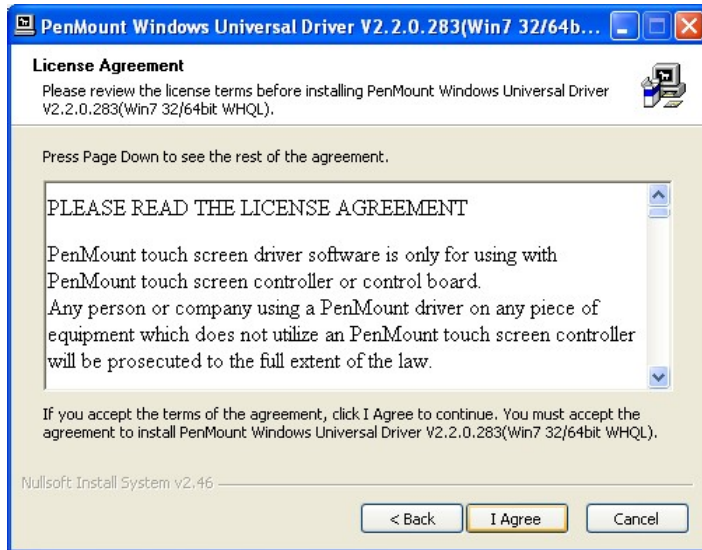 PenMount Windows Universal Driver V2.2.0.283(Win7 32/64b...
License Agreement
Please review the license terms before installing PenMount Windows Universal Driver
V2.2.0.283(Win7 32/64bit WHQL).
Press Page Down to see the rest of the agreement.
PLEASE READ THE LICENSE AGREEMENT
PenMount touch screen driver software is only for using with
PenMount touch screen controller or control board.
Any person or company using a PenMount driver on any piece of
equipment which does not utilize an PenMount touch screen controller
will be prosecuted to the full extent of the law.
If you accept the terms of the agreement, click I Agree to continue. You must accept the
agreement to install PenMount Windows Universal Driver V2.2.0.283(Win7 32/64bit WHQL).
Nullsoft Install System v2.46
< Back I Agree Cancel